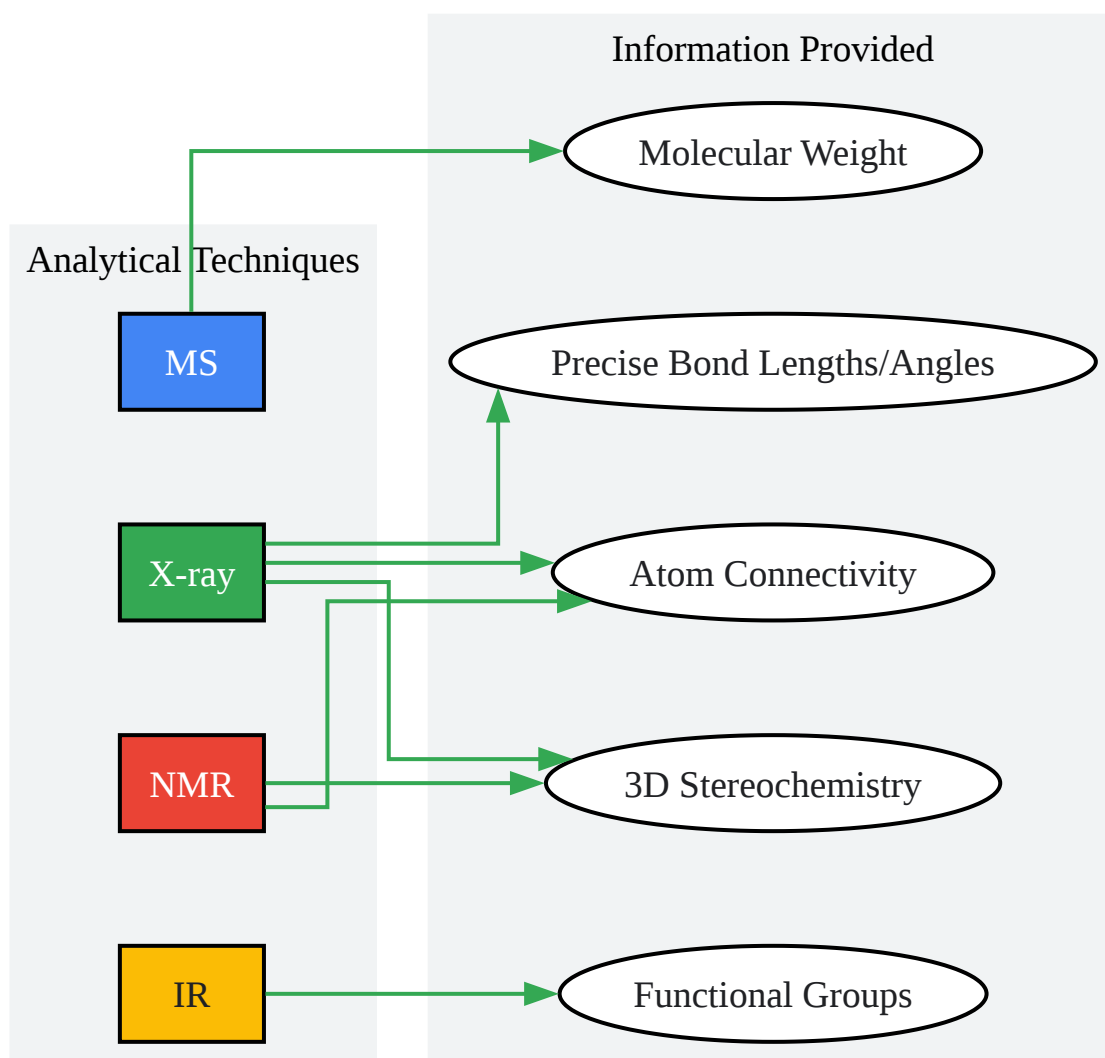 Information Provided
Molecular Weight
Analytical Techniques
MS
Precise Bond Lengths/Angles
X-ray
Atom Connectivity
NMR
3D Stereochemistry
IR
Functional Groups